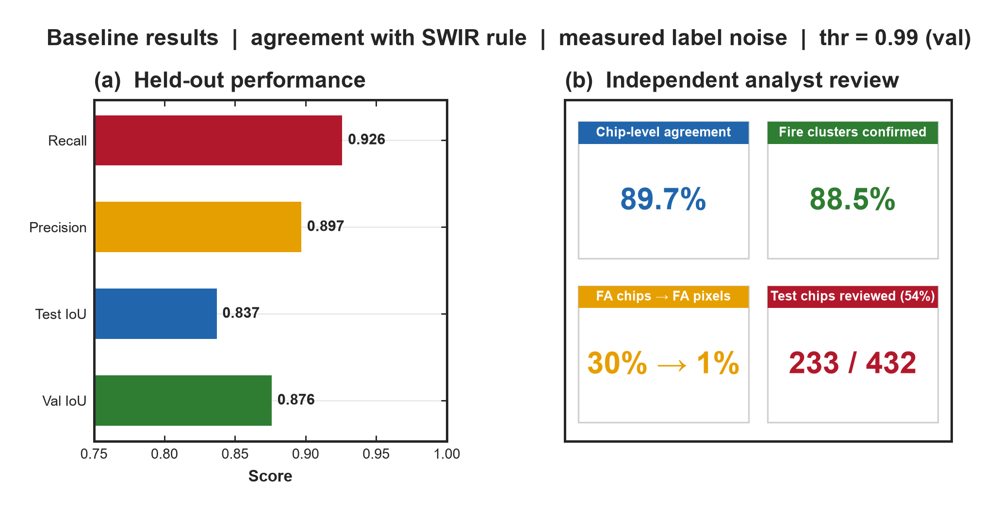 Baseline results | agreement with SWIR rule | measured label noise | thr = 0.99 (val)
(a) Held-out performance
Recall
0.926
Precision
0.897
Test IoU
0.837
Val IoU
0.876
0.75 0.80 0.85 0.90 0.95 1.00
Score
(b) Independent analyst review
Chip-level agreement
89.7%
Fire clusters confirmed
88.5%
FA chips → FA pixels
30% → 1%
Test chips reviewed (54%)
233 / 432